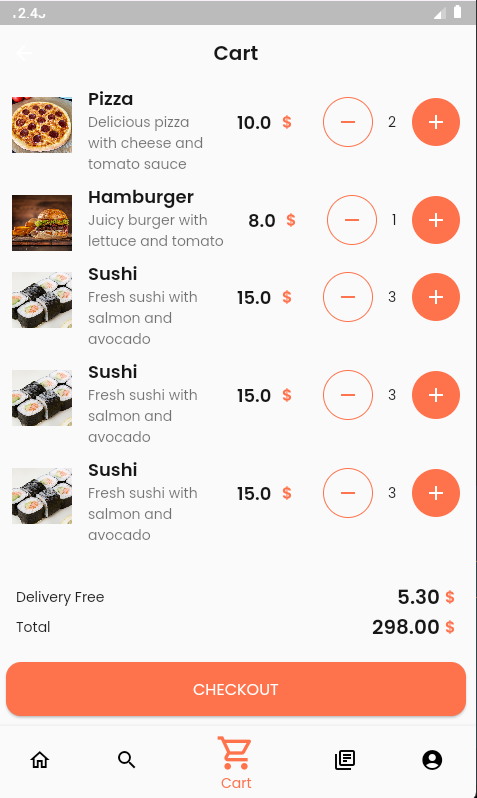 Cart
Pizza
Delicious pizza
with cheese and
tomato sauce
10.0 $
2
Hamburger
Juicy burger with
lettuce and tomato
8.0 $
1
Sushi
Fresh sushi with
salmon and
avocado
15.0 $
3
Sushi
Fresh sushi with
salmon and
avocado
15.0 $
3
Sushi
Fresh sushi with
salmon and
avocado
15.0 $
3
Delivery Free 5.30 $
Total 298.00 $
CHECKOUT
Cart